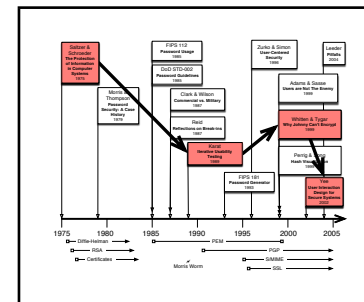 Saltzer &
Schroeder
The Protection
of Information
in Computer
Systems
1975
Morris &
Thompson
Password
Security: A Case
History
1979
FIPS 112
Password Usage
1985
DoD STD-002
Password Guidelines
1985
Clark & Wilson
Commercial vs. Military
1987
Reid
Reflections on Break-ins
1987
Karat
Iterative Usability
Testing
1989
FIPS 181
Password Generator
1993
Zurko & Simon
User-Centered
Security
1996
Adams & Sasse
Users are Not The Enemy
1999
Whitten & Tygar
Why Johnny Can't Encrypt
1999
Perrig & Song
Hash Visualization
1999
Yee
User Interaction
Design for
Secure Systems
2002
Leeder
Pitfalls
2004
1975
1980
1985
1990
1995
2000
2005
Diffie-Helman
RSA
Certificates
PEM
PGP
S/MIME
SSL
Morris Worm